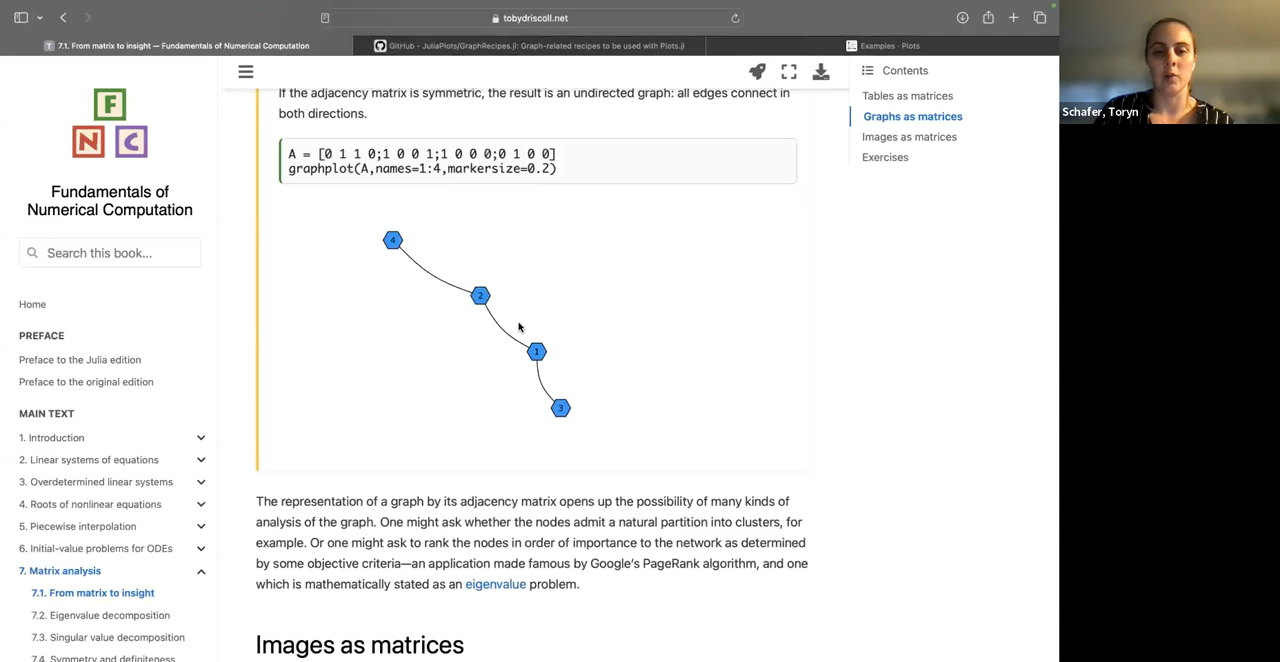 tobydriscoll.net
T 7.1. From matrix to insight — Fundamentals of Numerical Computation
GitHub - JuliaPlots/GraphRecipes.jl: Graph-related recipes to be used with Plots.jl
Examples · Plots
F
N C
Fundamentals of
Numerical Computation
Search this book...
Home
PREFACE
Preface to the Julia edition
Preface to the original edition
MAIN TEXT
1. Introduction
2. Linear systems of equations
3. Overdetermined linear systems
4. Roots of nonlinear equations
5. Piecewise interpolation
6. Initial-value problems for ODEs
7. Matrix analysis
7.1. From matrix to insight
7.2. Eigenvalue decomposition
7.3. Singular value decomposition
7.4. Symmetry and definiteness
If the adjacency matrix is symmetric, the result is an undirected graph: all edges connect in
both directions.
A = [0 1 1 0;1 0 0 1;1 0 0 0;0 1 0 0]
graphplot(A,names=1:4,markersize=0.2)
4
2
1
3
The representation of a graph by its adjacency matrix opens up the possibility of many kinds of
analysis of the graph. One might ask whether the nodes admit a natural partition into clusters, for
example. Or one might ask to rank the nodes in order of importance to the network as determined
by some objective criteria—an application made famous by Google's PageRank algorithm, and one
which is mathematically stated as an eigenvalue problem.
Images as matrices
Contents
Tables as matrices
Graphs as matrices
Images as matrices
Exercises
Schafer, Toryn